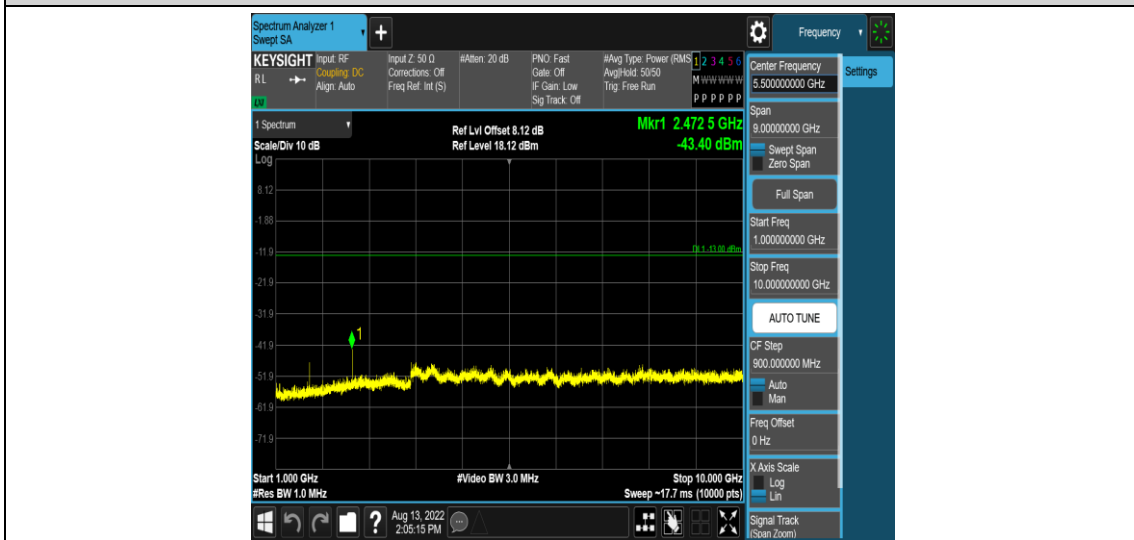 Spectrum Analyzer 1
Swept SA
+
Frequency
KEYSIGHT
RL
LXI
Input: RF
Coupling: DC
Align: Auto
Input Z: 50 Ω
Corrections: Off
Freq Ref: Int (S)
#Atten: 20 dB
PNO: Fast
Gate: Off
IF Gain: Low
Sig Track: Off
#Avg Type: Power (RMS
Avg|Hold: 50/50
Trig: Free Run
1 2 3 4 5 6
M W W W W W
P P P P P P
1 Spectrum
Scale/Div 10 dB
Log
Ref Lvl Offset 8.12 dB
Ref Level 18.12 dBm
Mkr1 2.472 5 GHz
-43.40 dBm
8.12
-1.88
-11.9
DL1 -13.00 dBm
-21.9
-31.9
1
-41.9
-51.9
-61.9
-71.9
Start 1.000 GHz
#Res BW 1.0 MHz
#Video BW 3.0 MHz
Stop 10.000 GHz
Sweep ~17.7 ms (10000 pts)
?
Aug 13, 2022
2:05:15 PM
Center Frequency
5.500000000 GHz
Settings
Span
9.00000000 GHz
Swept Span
Zero Span
Full Span
Start Freq
1.000000000 GHz
Stop Freq
10.000000000 GHz
AUTO TUNE
CF Step
900.000000 MHz
Auto
Man
Freq Offset
0 Hz
X Axis Scale
Log
Lin
Signal Track
(Span Zoom)